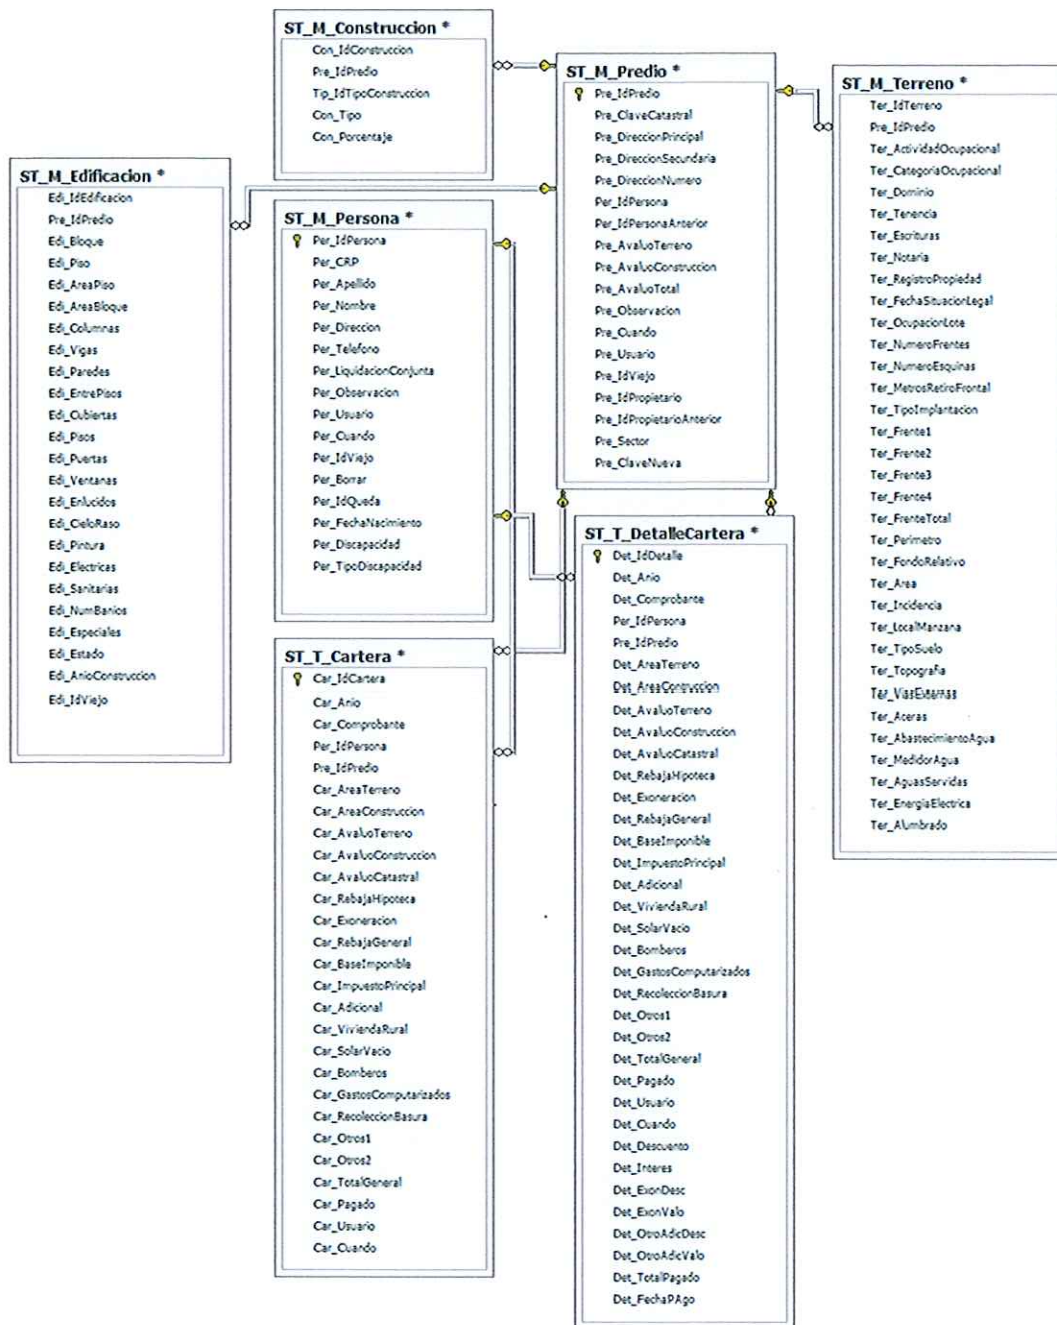 ST_M_Construccion *
Con_IdConstruccion
Pre_IdPredio
Tip_IdTipoConstruccion
Con_Tipo
Con_Porcentaje
ST_M_Predio *
Pre_IdPredio
Pre_ClaveCatastral
Pre_DireccionPrincipal
Pre_DireccionSecundaria
Pre_DireccionNumero
Per_IdPersona
Per_IdPersonaAnterior
Pre_AvaluoTerreno
Pre_AvaluoConstruccion
Pre_AvaluoTotal
Pre_Observacion
Pre_Cuando
Pre_Usuario
Pre_IdViejo
Pre_IdPropietario
Pre_IdPropietarioAnterior
Pre_Sector
Pre_ClaveNueva
ST_M_Terreno *
Ter_IdTerreno
Pre_IdPredio
Ter_ActividadOcupacional
Ter_CategoriaOcupacional
Ter_Dominio
Ter_Tenencia
Ter_Escrituras
Ter_Notaria
Ter_RegistroPropiedad
Ter_FechaSituacionLegal
Ter_OcupacionLote
Ter_NumeroFrentes
Ter_NumeroEsquinas
Ter_MetrosRetiroFrontal
Ter_TipoImplantacion
Ter_Frente1
Ter_Frente2
Ter_Frente3
Ter_Frente4
Ter_FrenteTotal
Ter_Perimetro
Ter_FondoRelativo
Ter_Area
Ter_Incidencia
Ter_LocalManzana
Ter_TipoSuelo
Ter_Topografia
Ter_ViasExternas
Ter_Aceras
Ter_AbastecimientoAgua
Ter_MedidorAgua
Ter_AguasServidas
Ter_EnergiaElectrica
Ter_Alumbrado
ST_M_Edificacion *
Edi_IdEdificacion
Pre_IdPredio
Edi_Bloque
Edi_Piso
Edi_AreaPiso
Edi_AreaBloque
Edi_Columnas
Edi_Vigas
Edi_Paredes
Edi_EntrePisos
Edi_Cubiertas
Edi_Pisos
Edi_Puertas
Edi_Ventanas
Edi_Enlucidos
Edi_CieloRaso
Edi_Pintura
Edi_Electricas
Edi_Sanitarias
Edi_NumBanios
Edi_Especiales
Edi_Estado
Edi_AnioConstruccion
Edi_IdViejo
ST_M_Persona *
Per_IdPersona
Per_CRP
Per_Apellido
Per_Nombre
Per_Direccion
Per_Telefono
Per_LiquidacionConjunta
Per_Observacion
Per_Usuario
Per_Cuando
Per_IdViejo
Per_Borrar
Per_IdQueda
Per_FechaNacimiento
Per_Discapacidad
Per_TipoDiscapacidad
ST_T_Cartera *
Car_IdCartera
Car_Anio
Car_Comprobante
Per_IdPersona
Pre_IdPredio
Car_AreaTerreno
Car_AreaConstruccion
Car_AvaluoTerreno
Car_AvaluoConstruccion
Car_AvaluoCatastral
Car_RebajaHipoteca
Car_Exoneracion
Car_RebajaGeneral
Car_BaseImponible
Car_ImpuestoPrincipal
Car_Adicional
Car_ViviendaRural
Car_SolarVacio
Car_Bomberos
Car_GastosComputarizados
Car_RecoleccionBasura
Car_Otros1
Car_Otros2
Car_TotalGeneral
Car_Pagado
Car_Usuario
Car_Cuando
ST_T_DetalleCartera *
Det_IdDetalle
Det_Anio
Det_Comprobante
Per_IdPersona
Pre_IdPredio
Det_AreaTerreno
Det_AreaContruccion
Det_AvaluoTerreno
Det_AvaluoConstruccion
Det_AvaluoCatastral
Det_RebajaHipoteca
Det_Exoneracion
Det_RebajaGeneral
Det_BaseImponible
Det_ImpuestoPrincipal
Det_Adicional
Det_ViviendaRural
Det_SolarVacio
Det_Bomberos
Det_GastosComputarizados
Det_RecoleccionBasura
Det_Otros1
Det_Otros2
Det_TotalGeneral
Det_Pagado
Det_Usuario
Det_Cuando
Det_Descuento
Det_Interes
Det_ExonDesc
Det_ExonValo
Det_OtroAdicDesc
Det_OtroAdicValo
Det_TotalPagado
Det_FechaPAgo